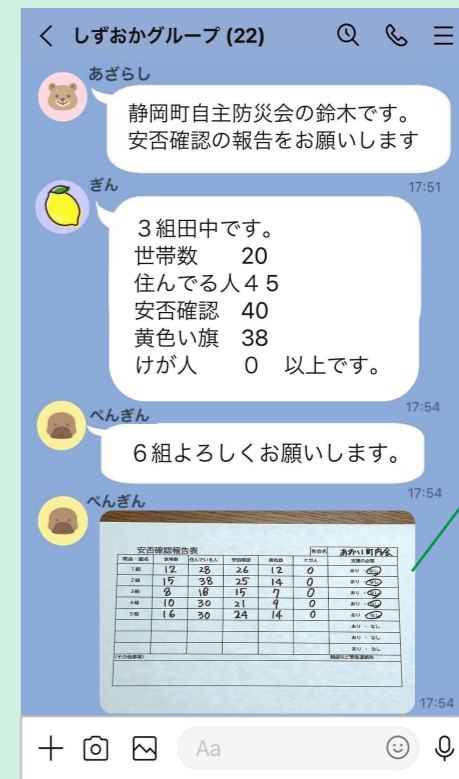 しずおかグループ (22)
あざらし
静岡町自主防災会の鈴木です。
安否確認の報告をお願いします
17:51
ぎん
３組田中です。
世帯数 20
住んでる人４５
安否確認 40
黄色い旗 38
けが人 ０ 以上です。
17:54
ぺんぎん
６組よろしくお願いします。
17:54
ぺんぎん
安否確認報告表 町会名 あおい町内会
世帯数 住んでいる人 安否確認 黄色旗 ケガ人 支援の必要
1組 12 28 26 12 0 あり・なし
2組 15 38 25 14 0 あり・なし
3組 8 18 15 7 0 あり・なし
4組 10 30 21 9 0 あり・なし
5組 16 30 24 14 0 あり・なし
あり・なし
あり・なし
あり・なし
(その他事項)
17:54
Aa